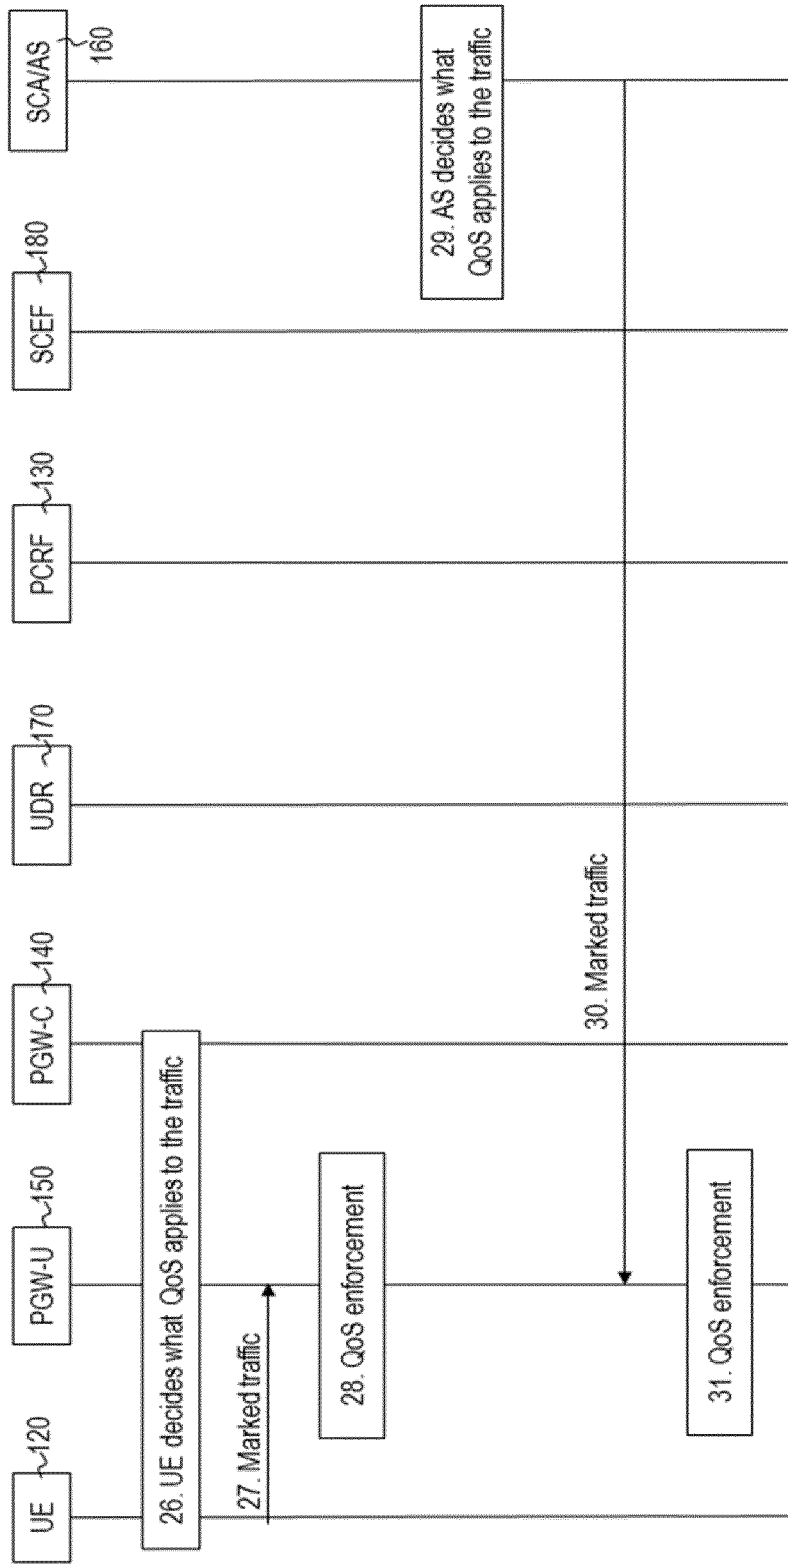 UE
120
PGW-U
150
PGW-C
140
UDR
170
PCRF
130
SCEF
180
SCA/AS
160
26. UE decides what QoS applies to the traffic
27. Marked traffic
28. QoS enforcement
29. AS decides what
QoS applies to the traffic
30. Marked traffic
31. QoS enforcement